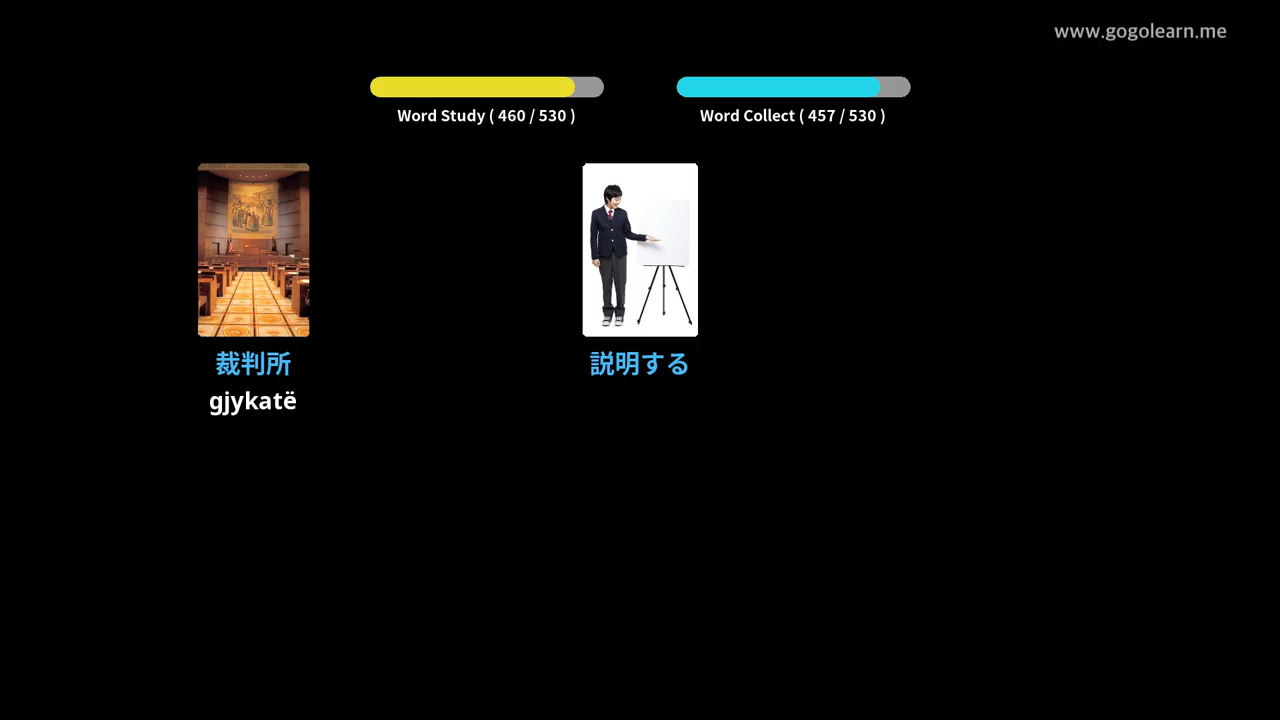 www.gogolearn.me
Word Study ( 460 / 530 )
Word Collect ( 457 / 530 )
裁判所
説明する
gjykatë